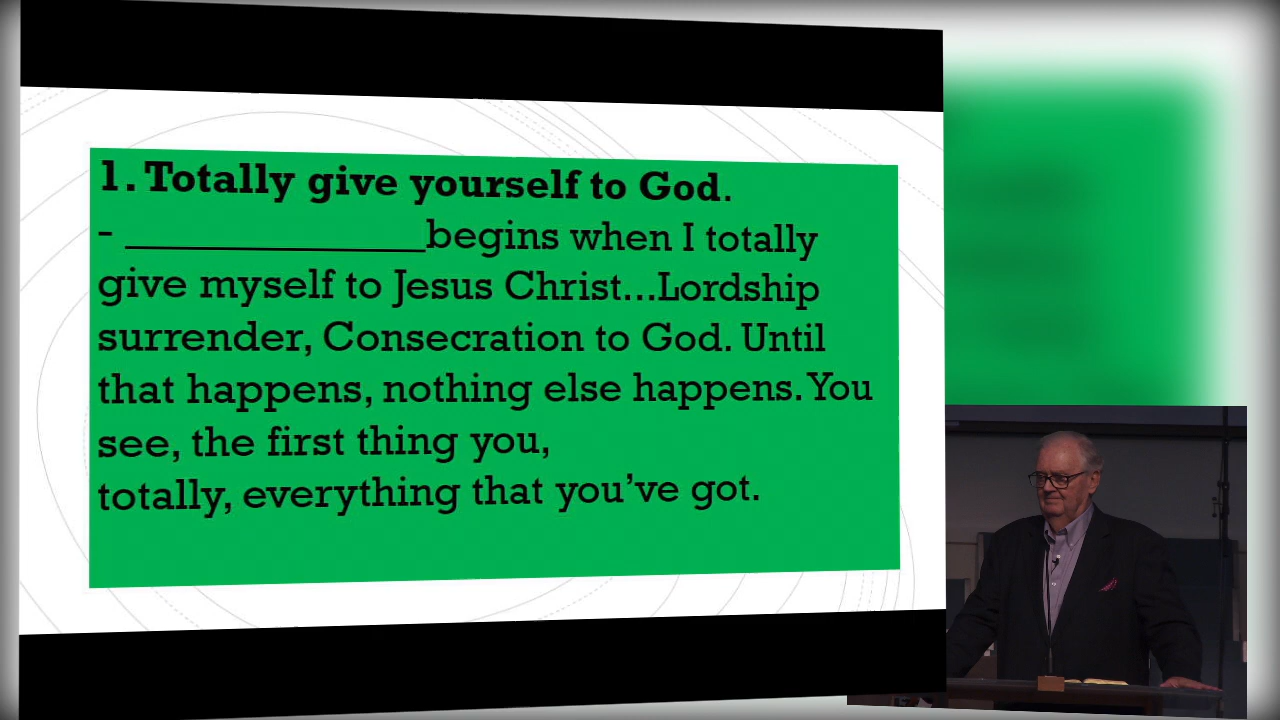 1. Totally give yourself to God.
- _______________begins when I totally
give myself to Jesus Christ...Lordship
surrender, Consecration to God. Until
that happens, nothing else happens. You
see, the first thing you,
totally, everything that you’ve got.